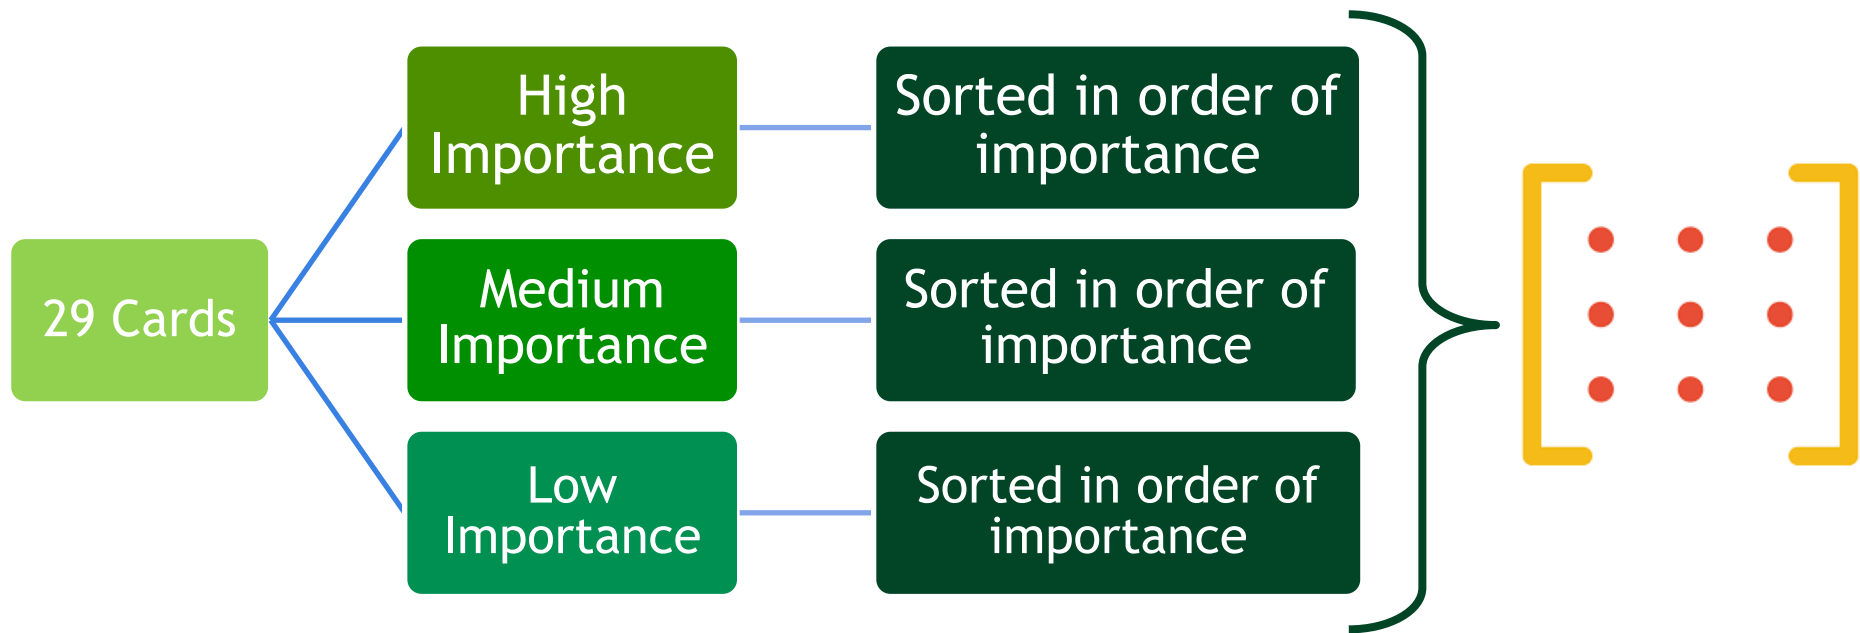 29 Cards
High
Importance
Sorted in order of
importance
Medium
Importance
Sorted in order of
importance
Low
Importance
Sorted in order of
importance